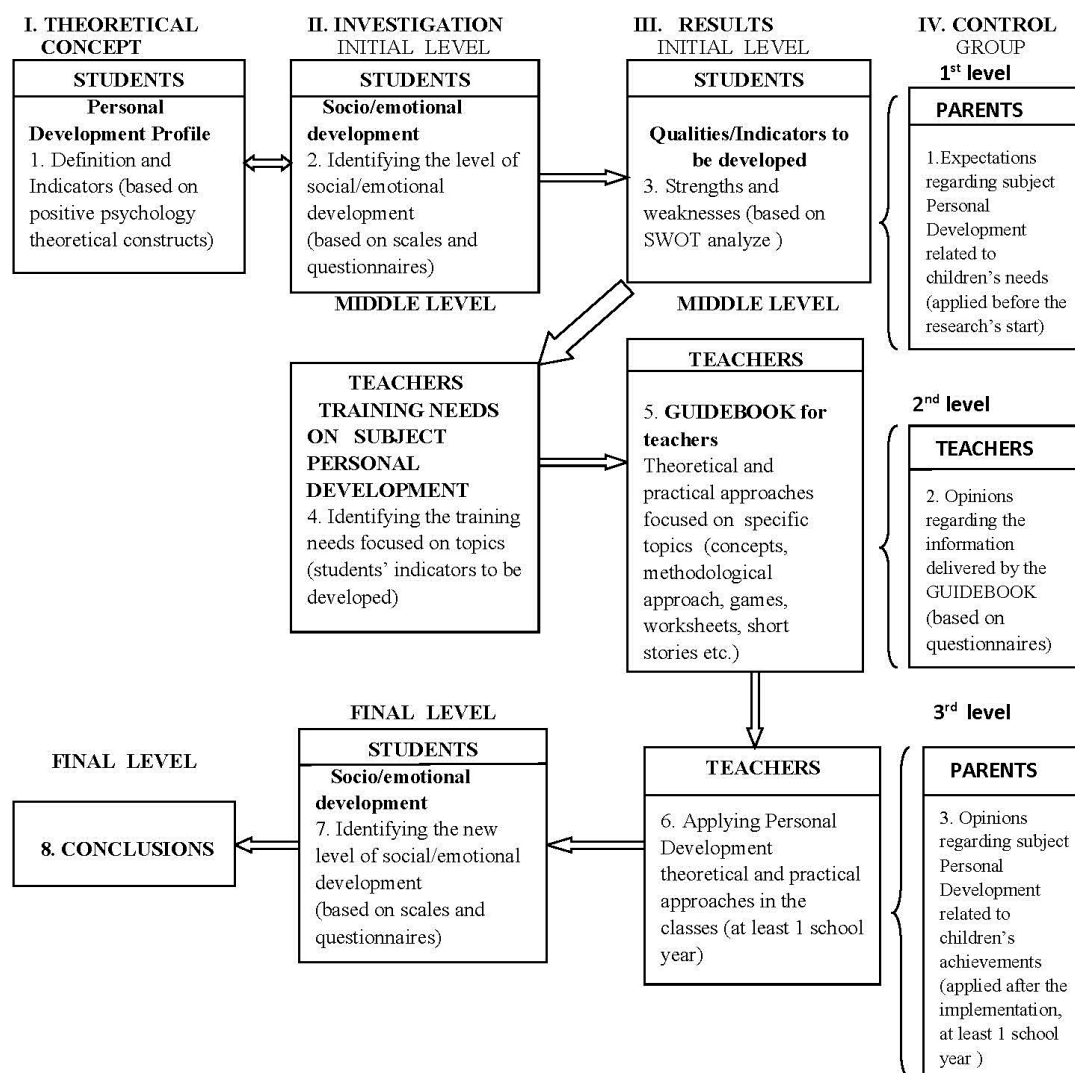 I. THEORETICAL
CONCEPT
STUDENTS
Personal
Development Profile
1. Definition and
Indicators (based on
positive psychology
theoretical constructs)
II. INVESTIGATION
INITIAL LEVEL
STUDENTS
Socio/emotional
development
2. Identifying the level of
social/emotional
development
(based on scales and
questionnaires)
III. RESULTS
INITIAL LEVEL
STUDENTS
Qualities/Indicators to
be developed
3. Strengths and
weaknesses (based on
SWOT analyze )
IV. CONTROL
GROUP
1st level
PARENTS
1.Expectations
regarding subject
Personal
Development
related to
children's needs
(applied before the
research's start)
MIDDLE LEVEL
TEACHERS
TRAINING NEEDS
ON SUBJECT
PERSONAL
DEVELOPMENT
4. Identifying the training
needs focused on topics
(students' indicators to be
developed)
MIDDLE LEVEL
TEACHERS
5. GUIDEBOOK for
teachers
Theoretical and
practical approaches
focused on specific
topics (concepts,
methodological
approach, games,
worksheets, short
stories etc.)
2nd level
TEACHERS
2. Opinions
regarding the
information
delivered by the
GUIDEBOOK
(based on
questionnaires)
FINAL LEVEL
8. CONCLUSIONS
FINAL LEVEL
STUDENTS
Socio/emotional
development
7. Identifying the new
level of social/emotional
development
(based on scales and
questionnaires)
TEACHERS
6. Applying Personal
Development
theoretical and practical
approaches in the
classes (at least 1 school
year)
3rd level
PARENTS
3. Opinions
regarding subject
Personal
Development
related to
children's
achievements
(applied after the
implementation,
at least 1 school
year )